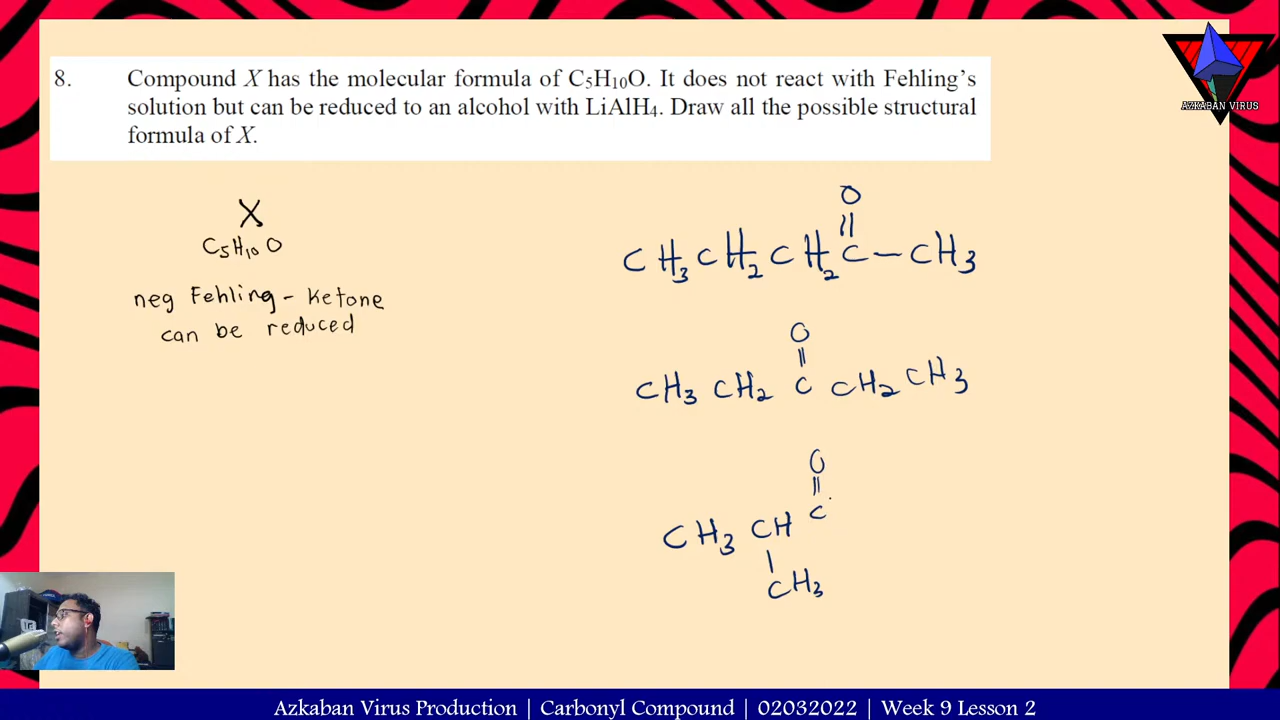 AZKABAN VIRUS
8. Compound X has the molecular formula of C₅H₁₀O. It does not react with Fehling's
solution but can be reduced to an alcohol with LiAlH₄. Draw all the possible structural
formula of X.
X
C₅H₁₀O
neg Fehling - ketone
can be reduced
O
||
CH₃CH₂CH₂C—CH₃
O
||
CH₃ CH₂ C CH₂ CH₃
O
||
CH₃ CH C
|
CH₃
Azkaban Virus Production | Carbonyl Compound | 02032022 | Week 9 Lesson 2